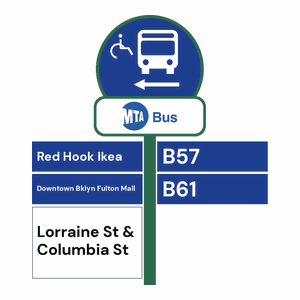 MTA Bus
Red Hook Ikea B57
Downtown Bklyn Fulton Mall B61
Lorraine St &
Columbia St